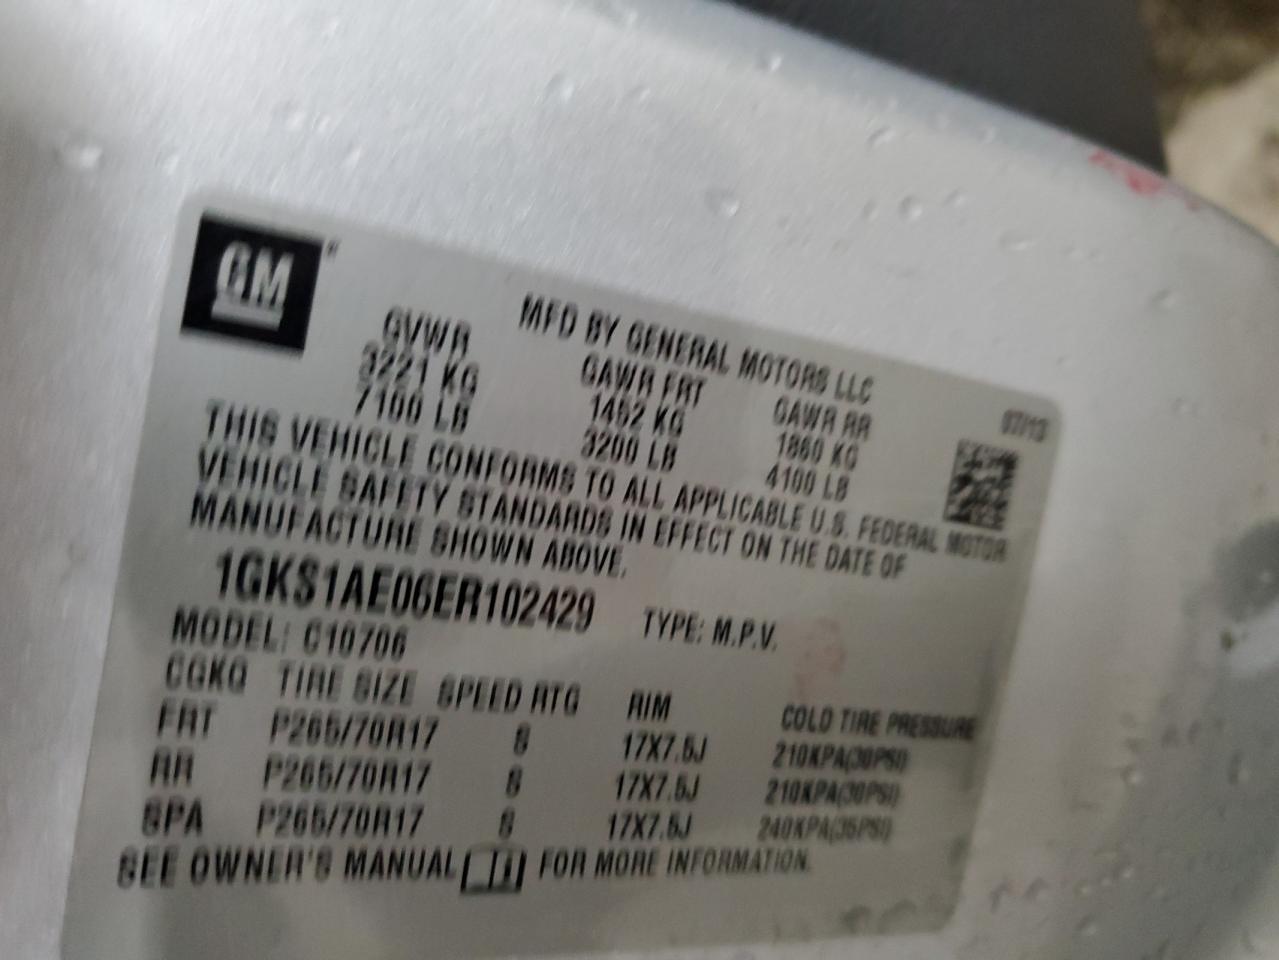 GM
MFD BY GENERAL MOTORS LLC
07/13
GVWR GAWR FRT GAWR RR
3221 KG 1452 KG 1860 KG
7100 LB 3200 LB 4100 LB
THIS VEHICLE CONFORMS TO ALL APPLICABLE U.S. FEDERAL MOTOR
VEHICLE SAFETY STANDARDS IN EFFECT ON THE DATE OF
MANUFACTURE SHOWN ABOVE.
1GKS1AE06ER102429 TYPE: M.P.V.
MODEL: C10706
CGKQ TIRE SIZE SPEED RTG RIM COLD TIRE PRESSURE
FRT P265/70R17 S 17X7.5J 210KPA(30PSI)
RR P265/70R17 S 17X7.5J 210KPA(30PSI)
SPA P265/70R17 S 17X7.5J 240KPA(35PSI)
SEE OWNER'S MANUAL FOR MORE INFORMATION.